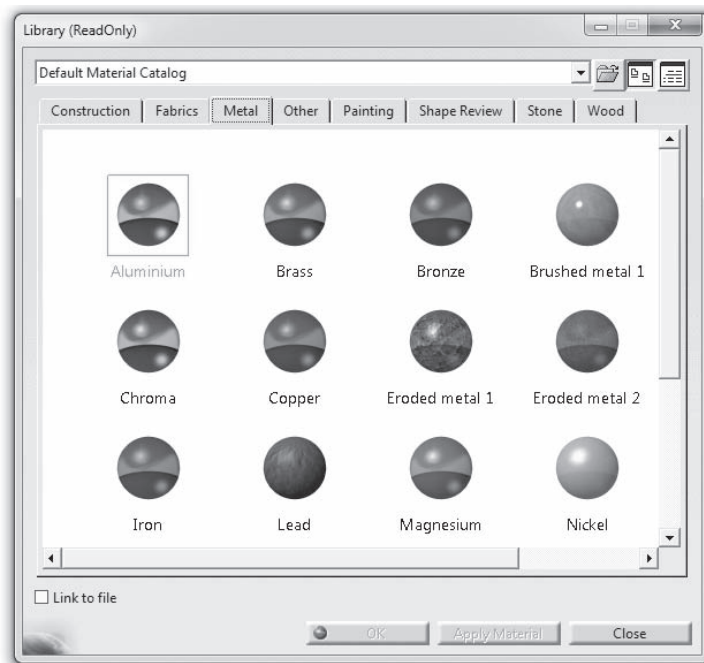 Library (ReadOnly)
Default Material Catalog
Construction Fabrics Metal Other Painting Shape Review Stone Wood
Aluminium Brass Bronze Brushed metal 1
Chroma Copper Eroded metal 1 Eroded metal 2
Iron Lead Magnesium Nickel
Link to file
OK Apply Material Close